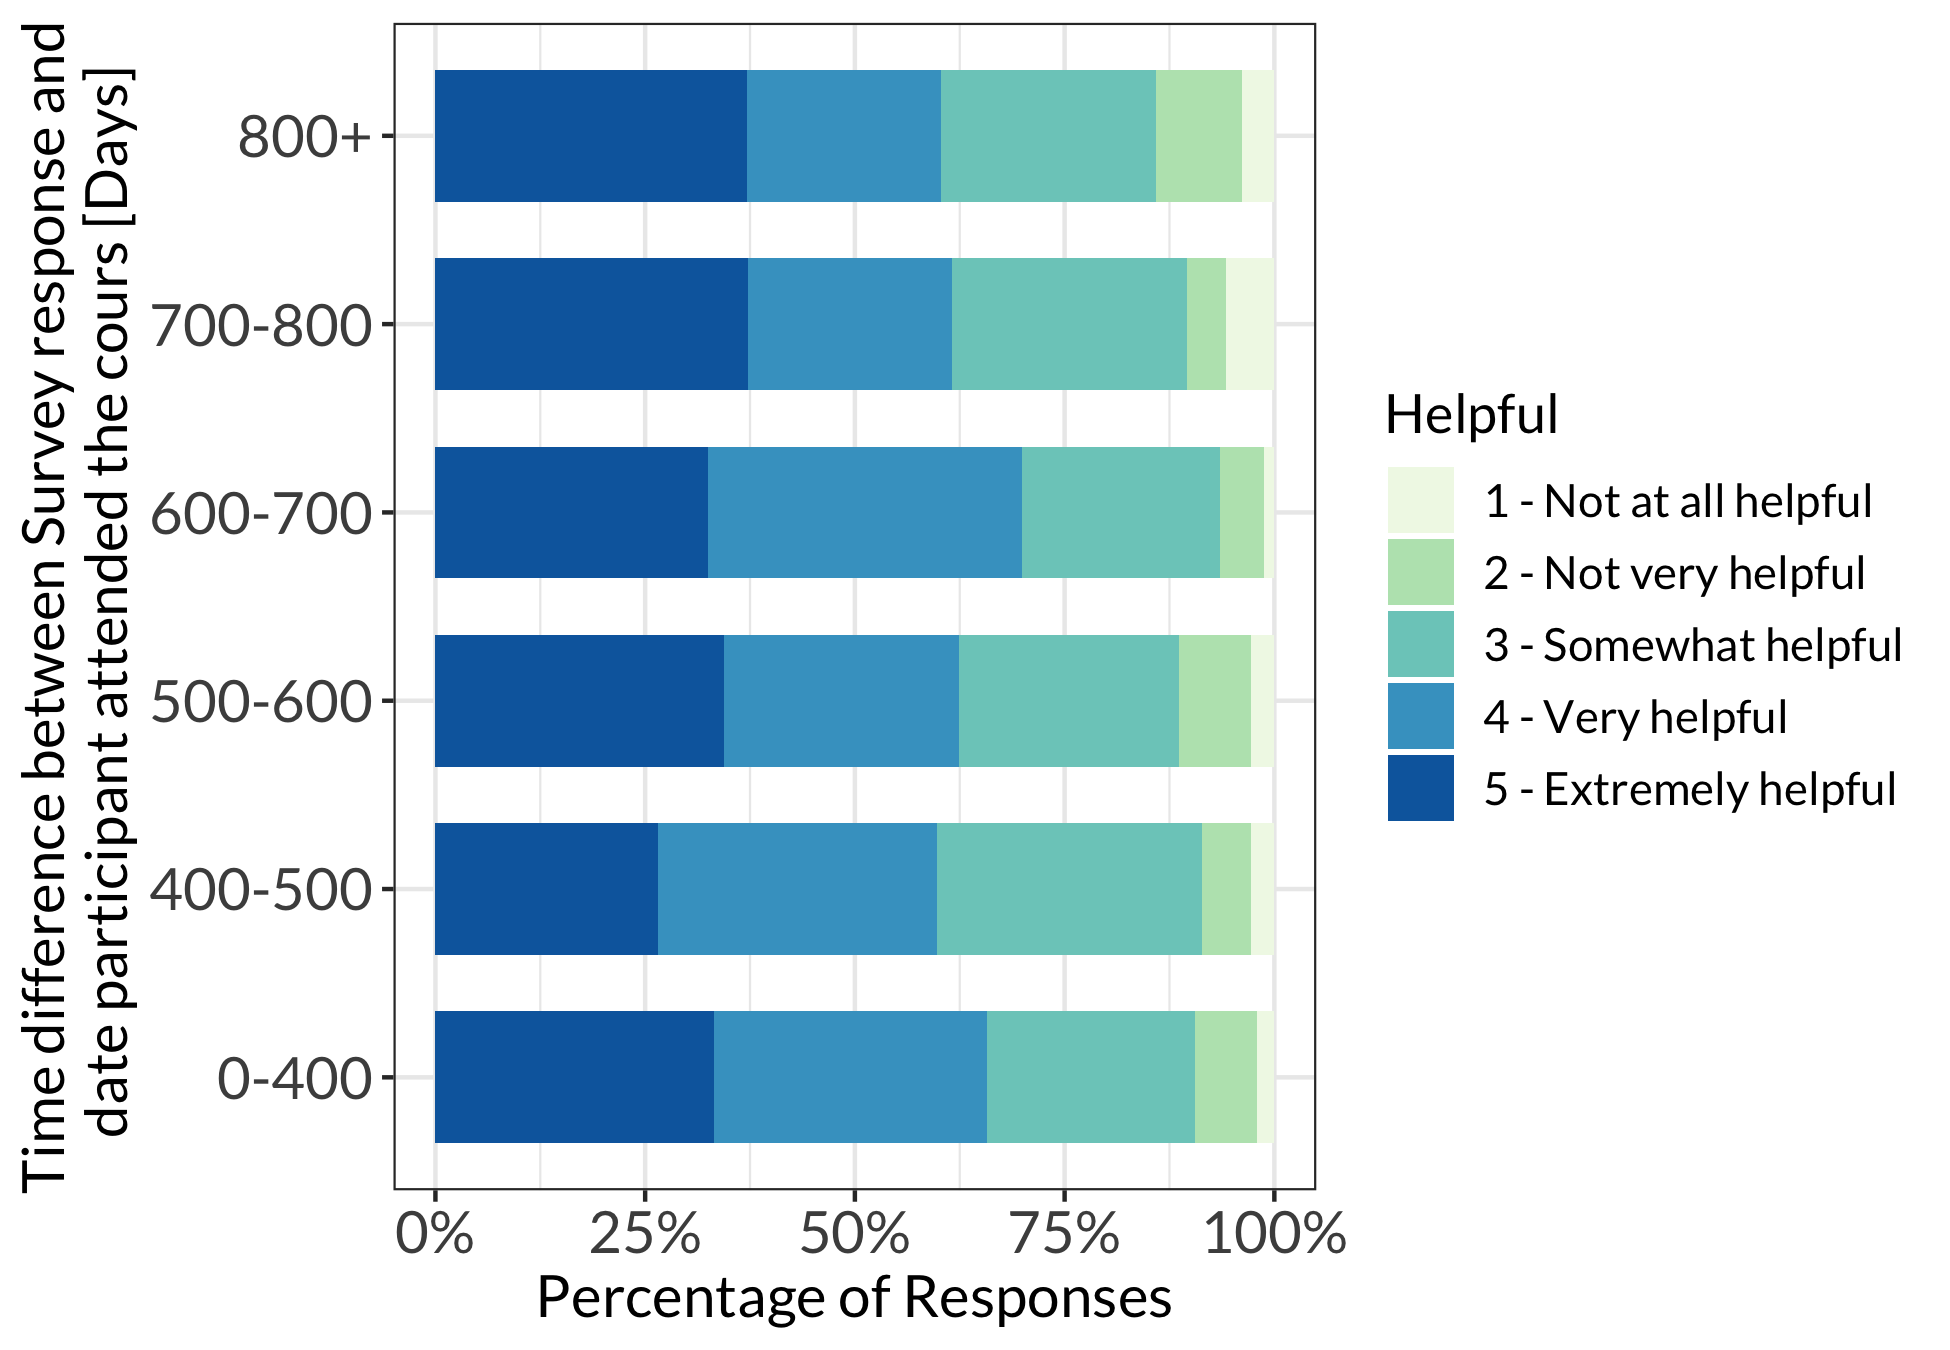 Time difference between Survey response and
date participant attended the cours [Days]
800+
700-800
600-700
500-600
400-500
0-400
0%
25%
50%
75%
100%
Percentage of Responses
Helpful
1 - Not at all helpful
2 - Not very helpful
3 - Somewhat helpful
4 - Very helpful
5 - Extremely helpful